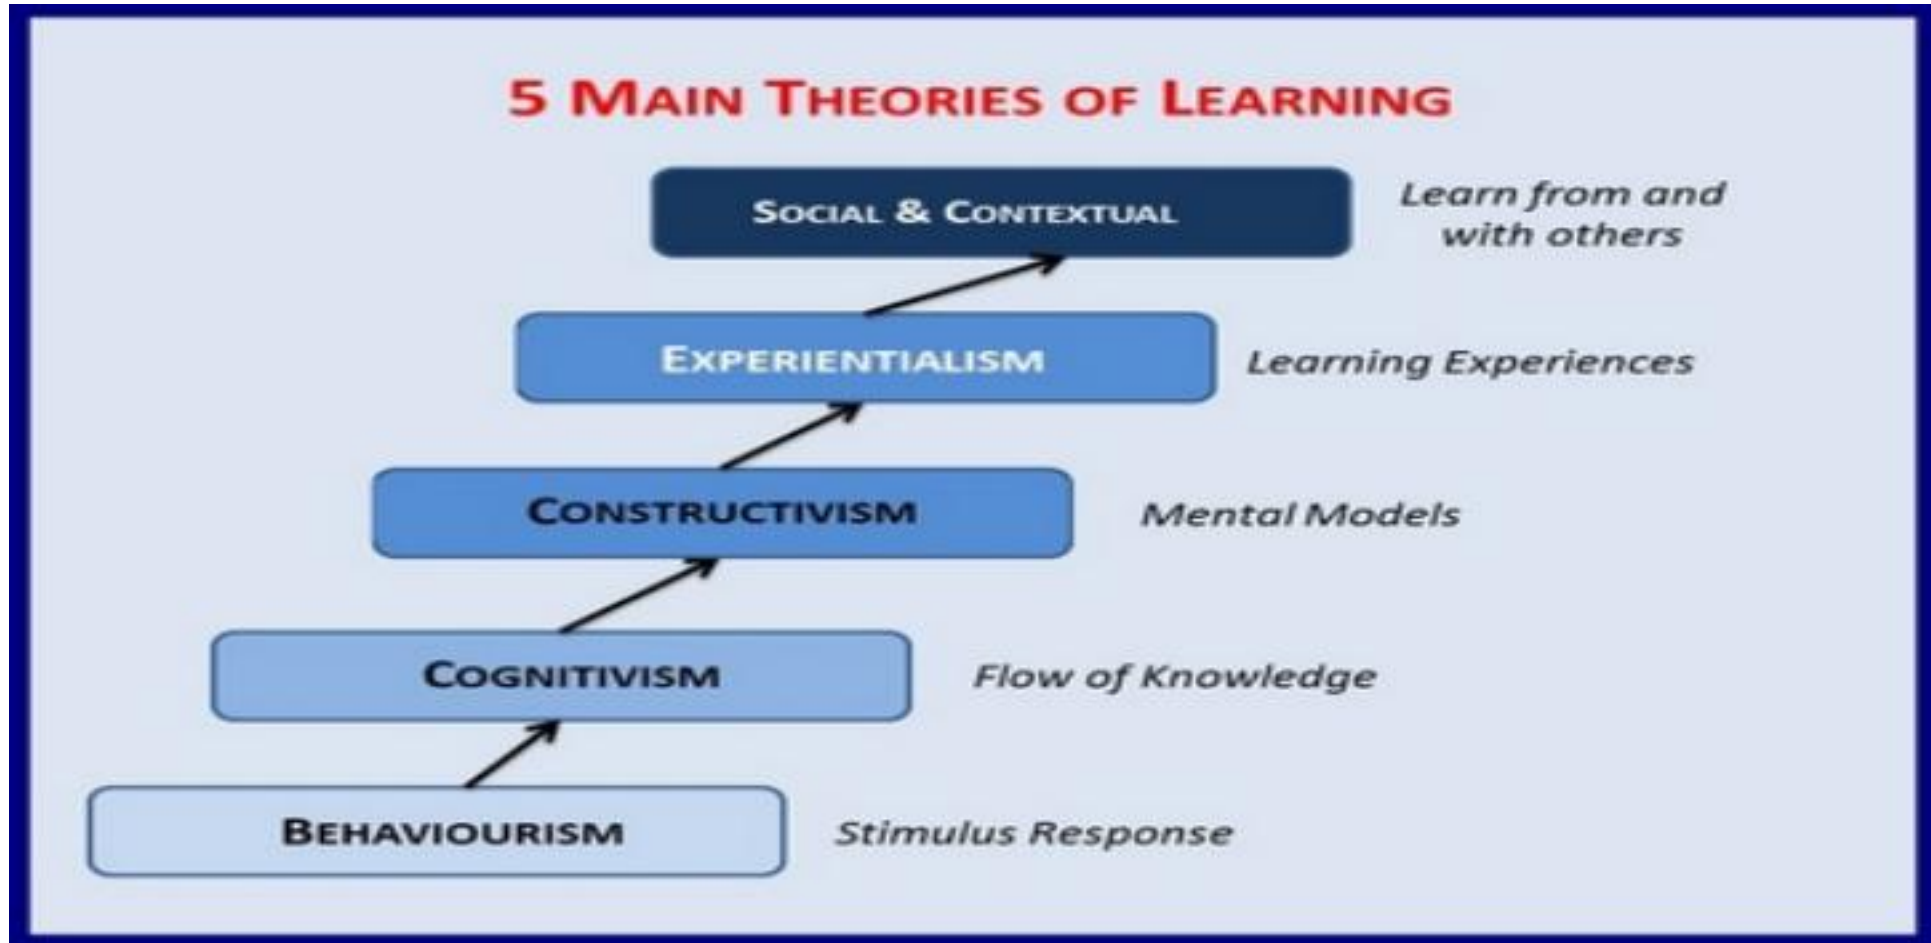 5 MAIN THEORIES OF LEARNING
SOCIAL & CONTEXTUAL
Learn from and
with others
EXPERIENTIALISM
Learning Experiences
CONSTRUCTIVISM
Mental Models
COGNITIVISM
Flow of Knowledge
BEHAVIOURISM
Stimulus Response